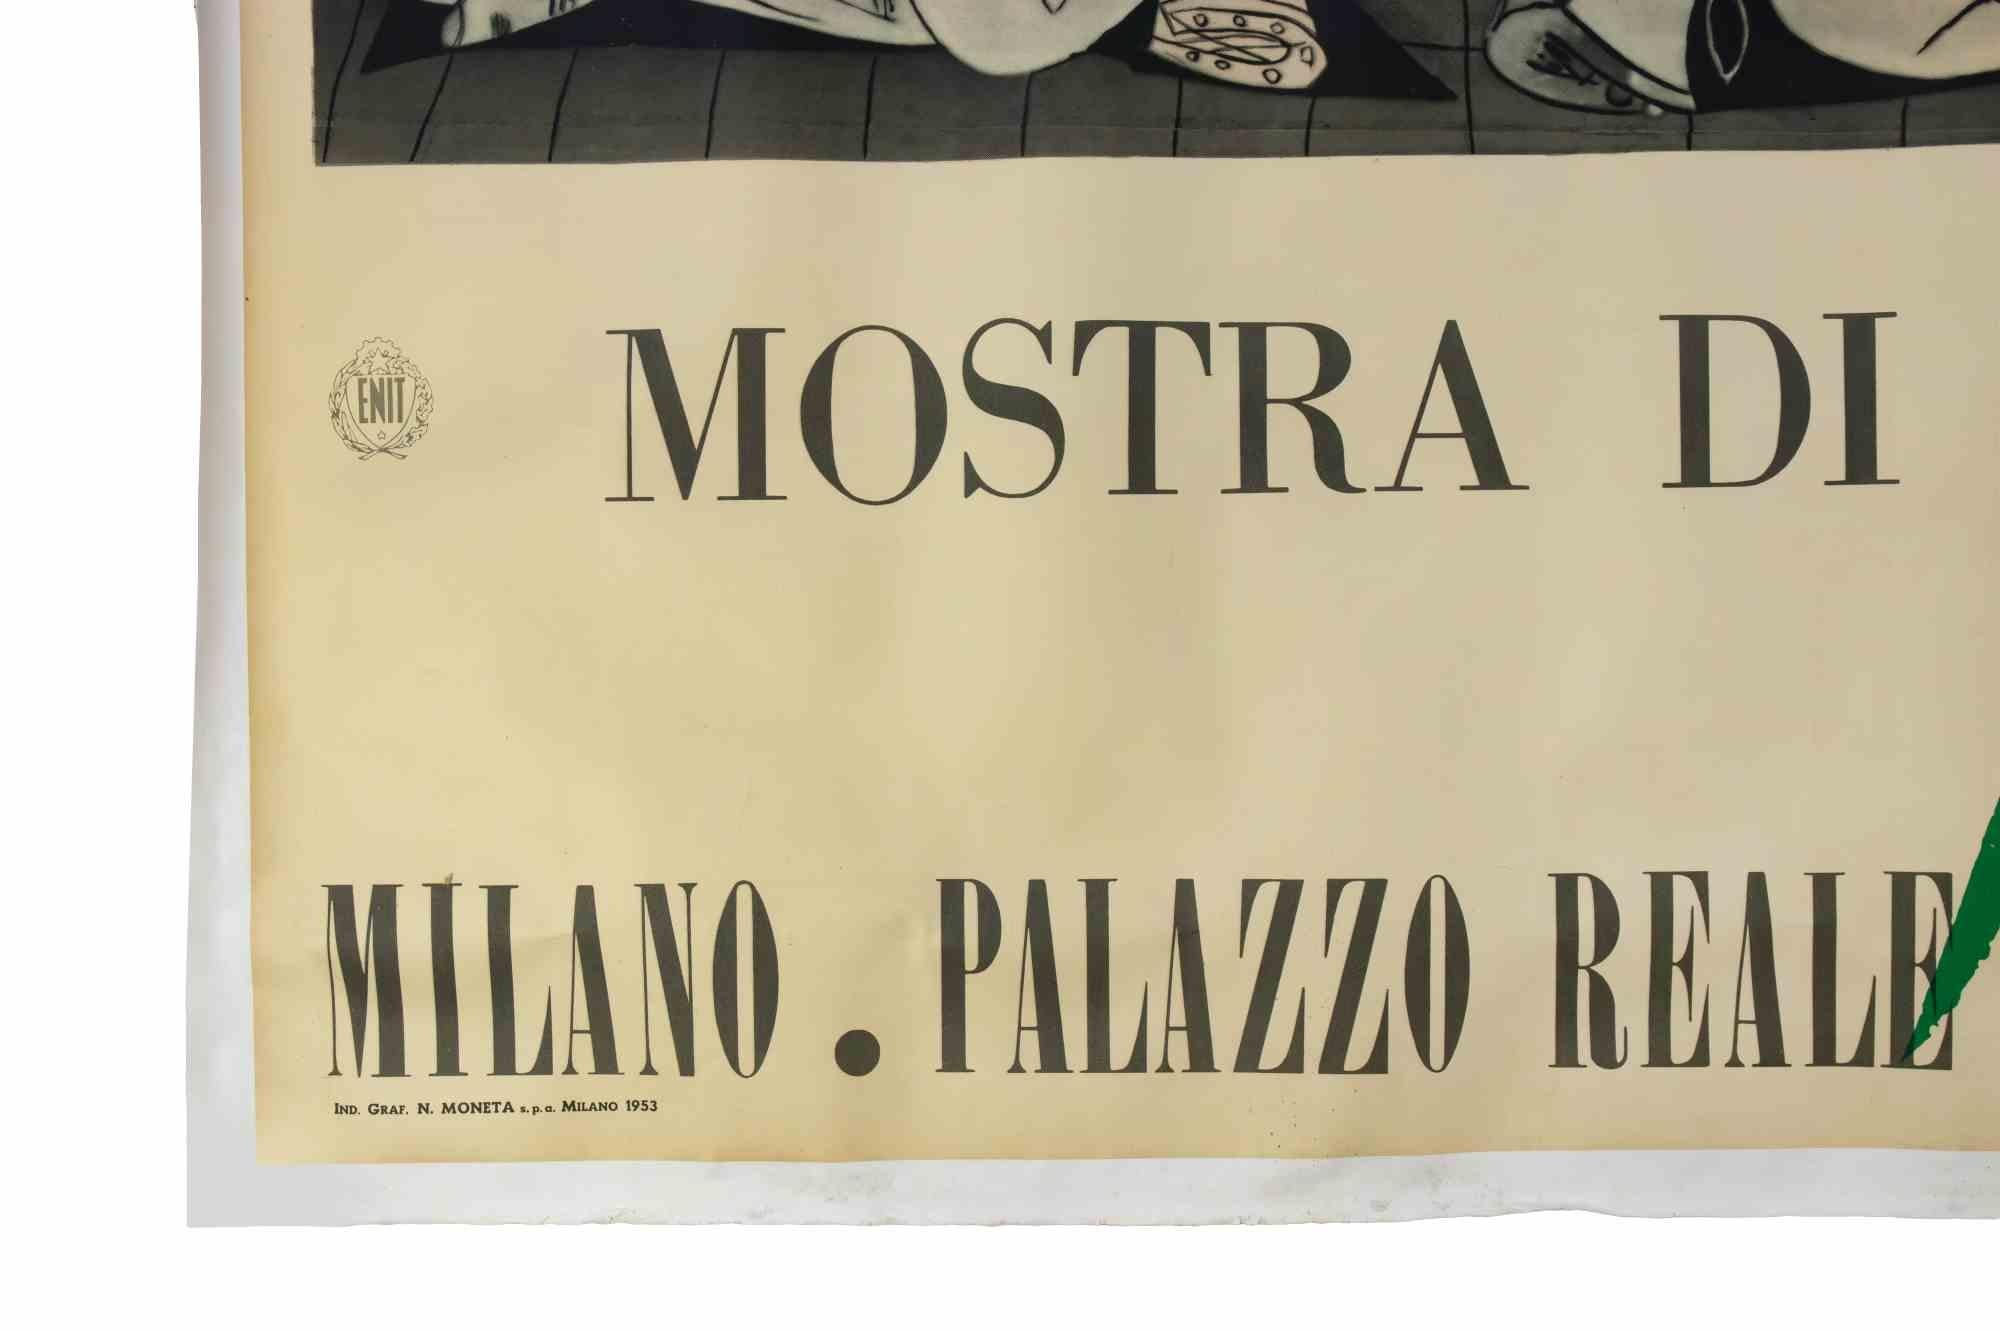 ENIT
MOSTRA DI
MILANO . PALAZZO REALE
IND. GRAF. N. MONETA s.p.a. MILANO 1953